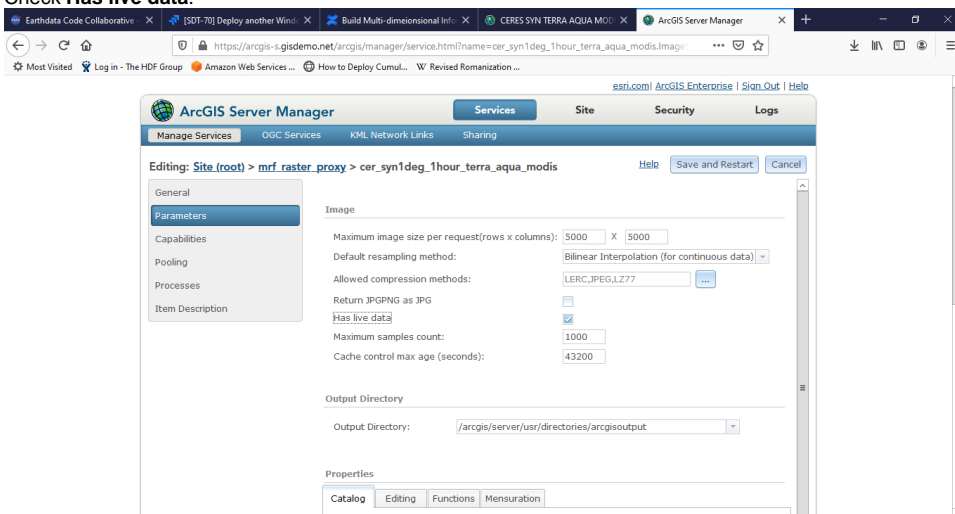 Check Has live data.
Earthdata Code Collaborative -
[SDT-70] Deploy another Windo
Build Multi-dimeionsional Infor
CERES SYN TERRA AQUA MOD
ArcGIS Server Manager
https://arcgis-s.gisdemo.net/arcgis/manager/service.html?name=cer_syn1deg_1hour_terra_aqua_modis.Image
Most Visited
Log in - The HDF Group
Amazon Web Services ...
How to Deploy Cumul...
W Revised Romanization ...
esri.com| ArcGIS Enterprise | Sign Out | Help
ArcGIS Server Manager
Services
Site
Security
Logs
Manage Services
OGC Services
KML Network Links
Sharing
Editing: Site (root) > mrf_raster_proxy > cer_syn1deg_1hour_terra_aqua_modis
Help
Save and Restart
Cancel
General
Parameters
Capabilities
Pooling
Processes
Item Description
Image
Maximum image size per request(rows x columns): 5000 X 5000
Default resampling method: Bilinear Interpolation (for continuous data)
Allowed compression methods: LERC,JPEG,LZ77 ...
Return JPGPNG as JPG
Has live data
Maximum samples count: 1000
Cache control max age (seconds): 43200
Output Directory
Output Directory: /arcgis/server/usr/directories/arcgisoutput
Properties
Catalog
Editing
Functions
Mensuration